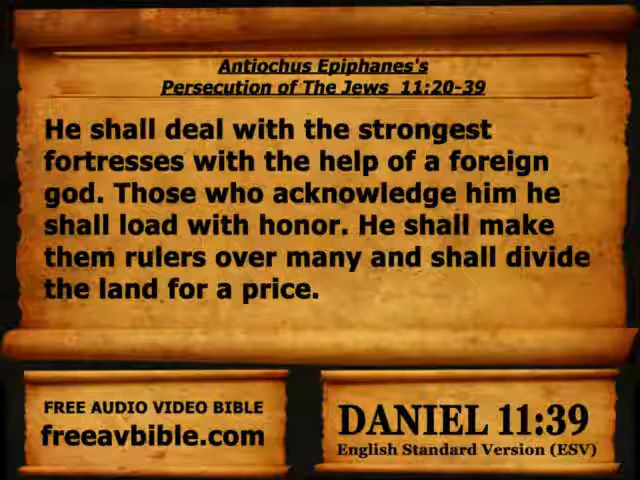 Antiochus Epiphanes's
Persecution of The Jews 11:20-39
He shall deal with the strongest
fortresses with the help of a foreign
god. Those who acknowledge him he
shall load with honor. He shall make
them rulers over many and shall divide
the land for a price.
FREE AUDIO VIDEO BIBLE
freeavbible.com
DANIEL 11:39
English Standard Version (ESV)